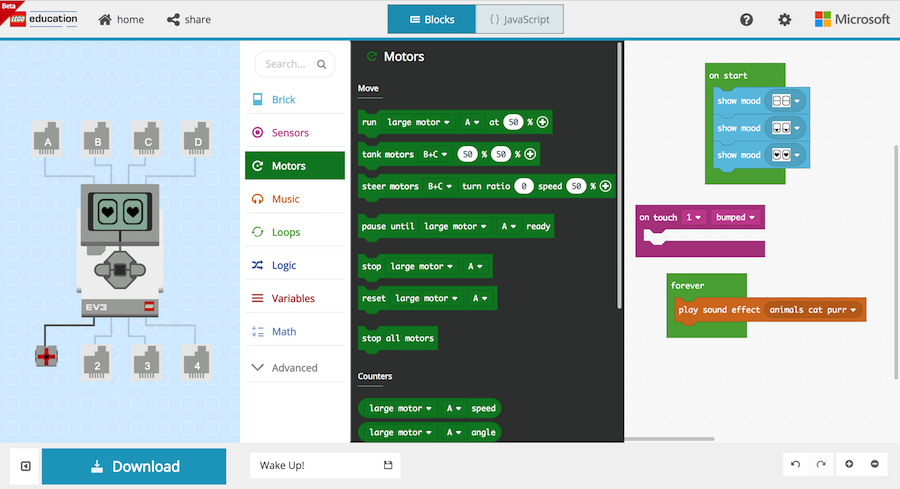 Beta
LEGO education
home
share
Blocks
{ } JavaScript
Microsoft
A
B
C
D
EV3
LEGO
2
3
4
Search...
Brick
Sensors
Motors
Music
Loops
Logic
Variables
Math
Advanced
Motors
Move
run large motor A at 50 %
tank motors B+C 50 % 50 %
steer motors B+C turn ratio 0 speed 50 %
pause until large motor A ready
stop large motor A
reset large motor A
stop all motors
Counters
large motor A speed
large motor A angle
on start
show mood
show mood
show mood
on touch 1 bumped
forever
play sound effect animals cat purr
Download
Wake Up!